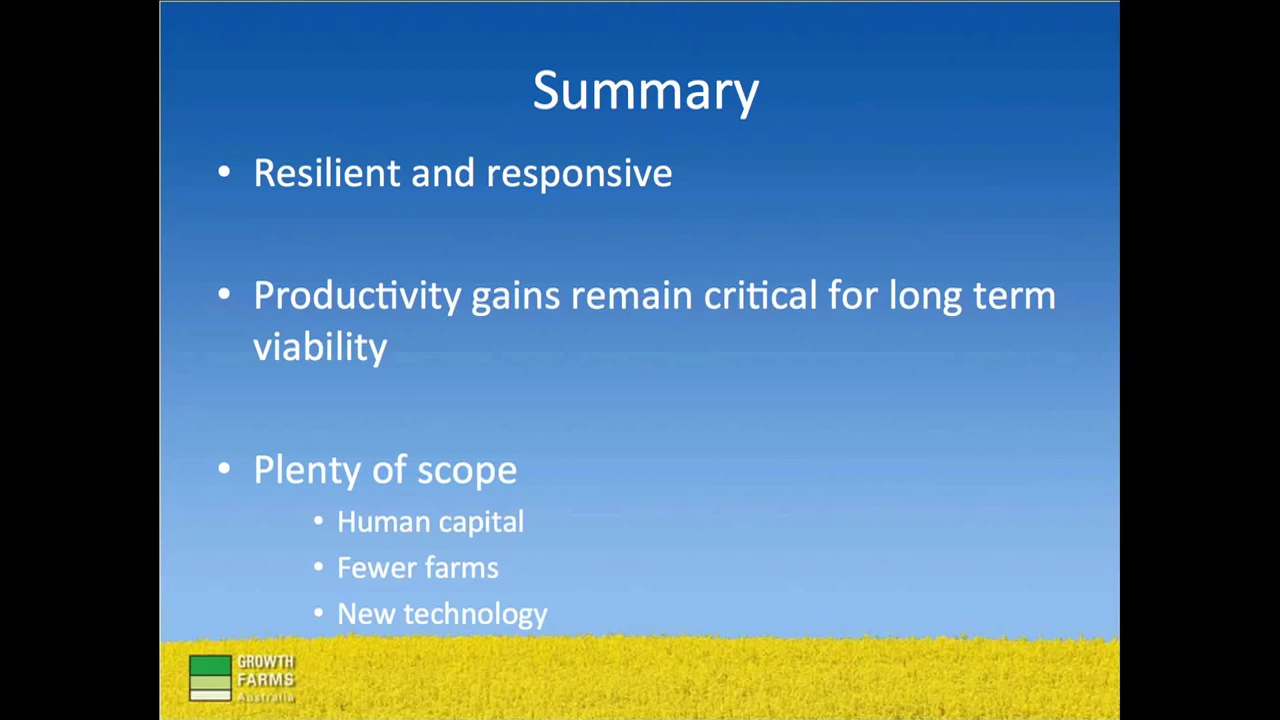 Summary
• Resilient and responsive
• Productivity gains remain critical for long term
viability
• Plenty of scope
• Human capital
• Fewer farms
• New technology
GROWTH
FARMS
Australia